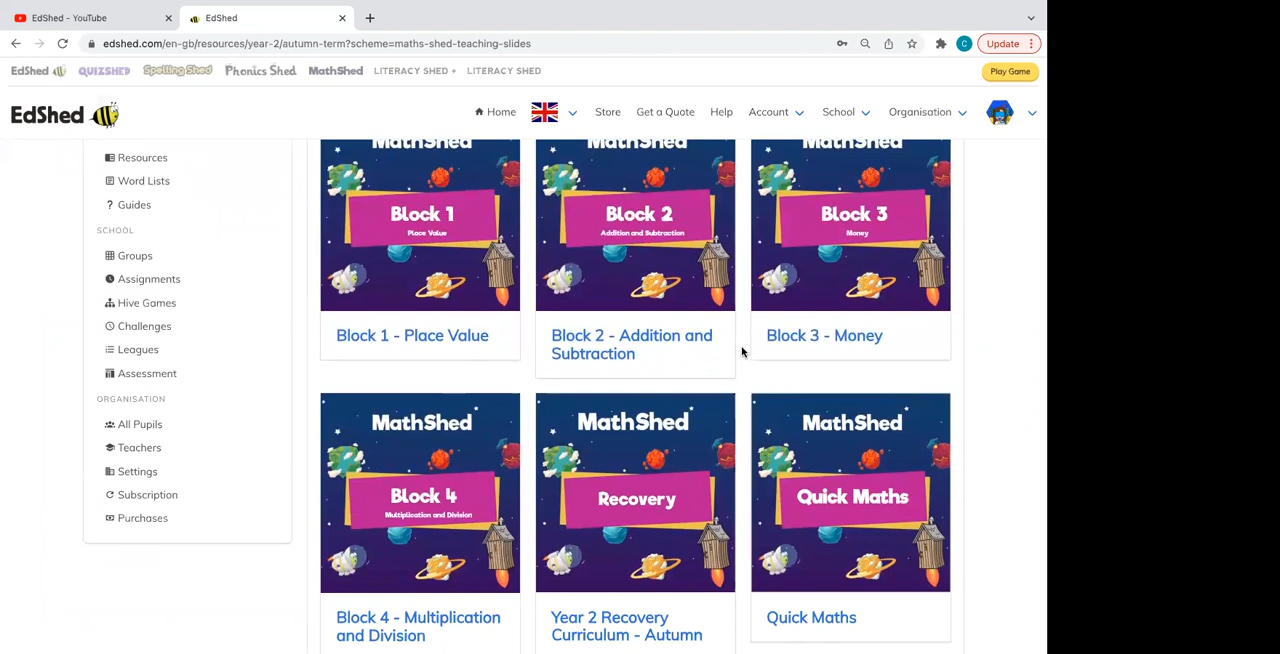 EdShed - YouTube
EdShed
edshed.com/en-gb/resources/year-2/autumn-term?scheme=maths-shed-teaching-slides
C
Update
EdShed QUIZSHED Spelling Shed Phonics Shed MathShed LITERACY SHED + LITERACY SHED
Play Game
EdShed
Home Store Get a Quote Help Account School Organisation
Resources
Word Lists
Guides
SCHOOL
Groups
Assignments
Hive Games
Challenges
Leagues
Assessment
ORGANISATION
All Pupils
Teachers
Settings
Subscription
Purchases
MathShed
Block 1
Place Value
Block 1 - Place Value
MathShed
Block 2
Addition and Subtraction
Block 2 - Addition and
Subtraction
MathShed
Block 3
Money
Block 3 - Money
MathShed
Block 4
Multiplication and Division
Block 4 - Multiplication
and Division
MathShed
Recovery
Year 2 Recovery
Curriculum - Autumn
MathShed
Quick Maths
Quick Maths